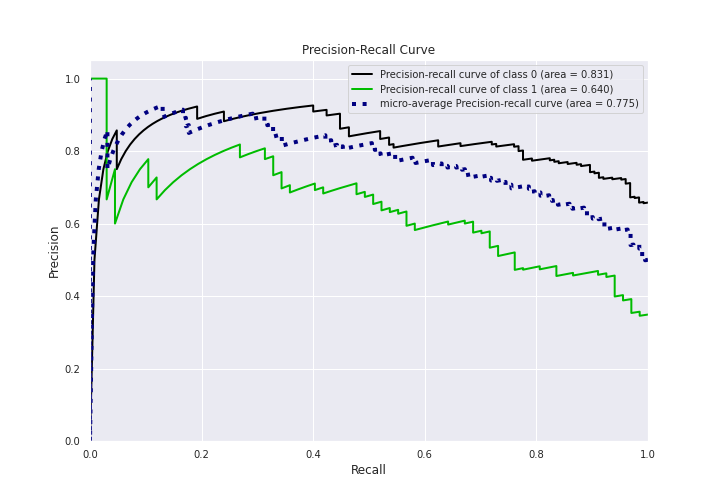 Precision-Recall Curve
Precision-recall curve of class 0 (area = 0.831)
Precision-recall curve of class 1 (area = 0.640)
micro-average Precision-recall curve (area = 0.775)
Precision
1.0
0.8
0.6
0.4
0.2
0.0
0.0 0.2 0.4 0.6 0.8 1.0
Recall